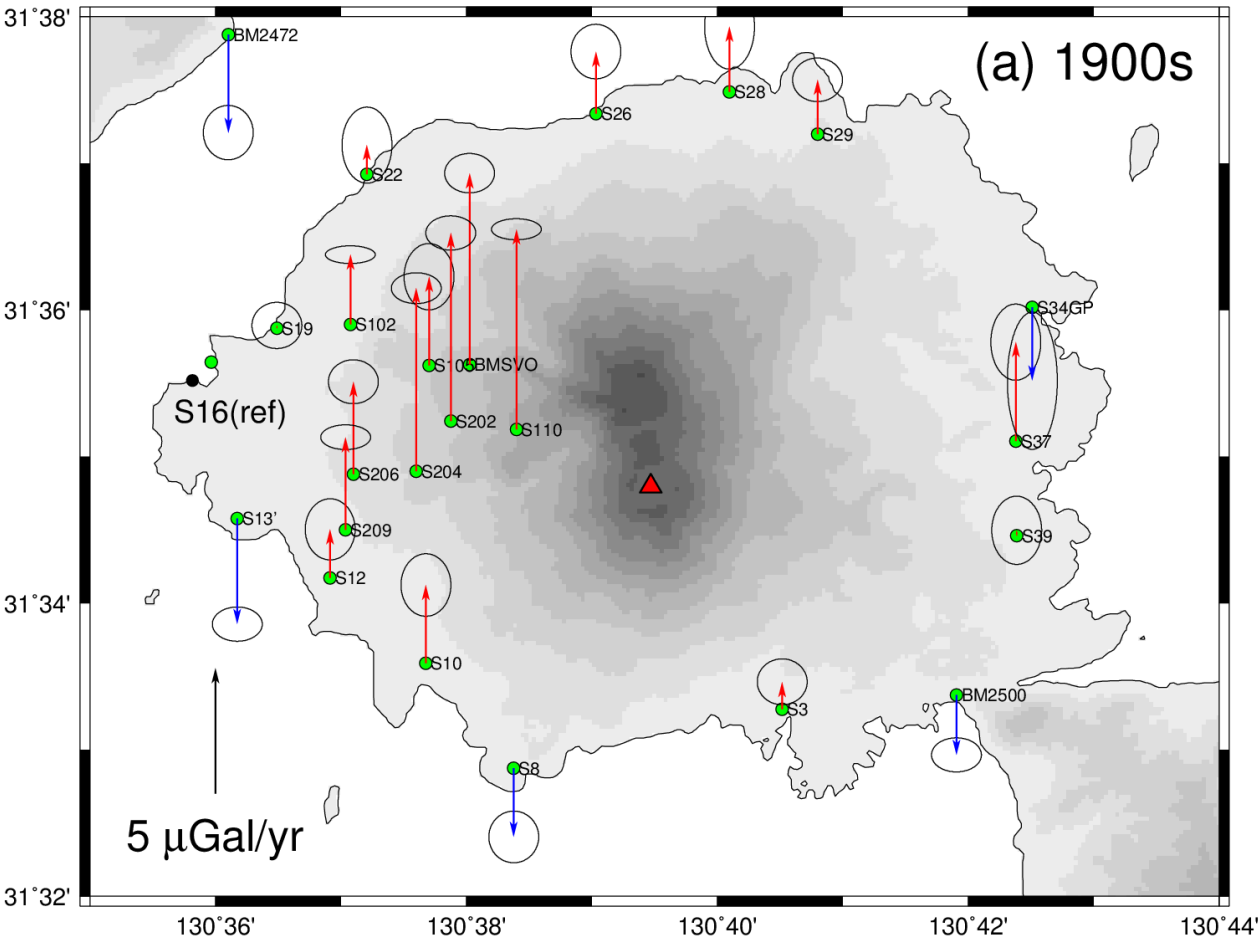 31°38'
BM2472
(a) 1900s
S28
S26
S29
S22
31°36'
S19
S102
S34GP
S10
BMSVO
S16(ref)
S202
S110
S37
S206
S204
S13’
S209
S39
S12
31°34'
S10
BM2500
S3
S8
5 μGal/yr
31°32'
130°36' 130°38' 130°40' 130°42' 130°44'